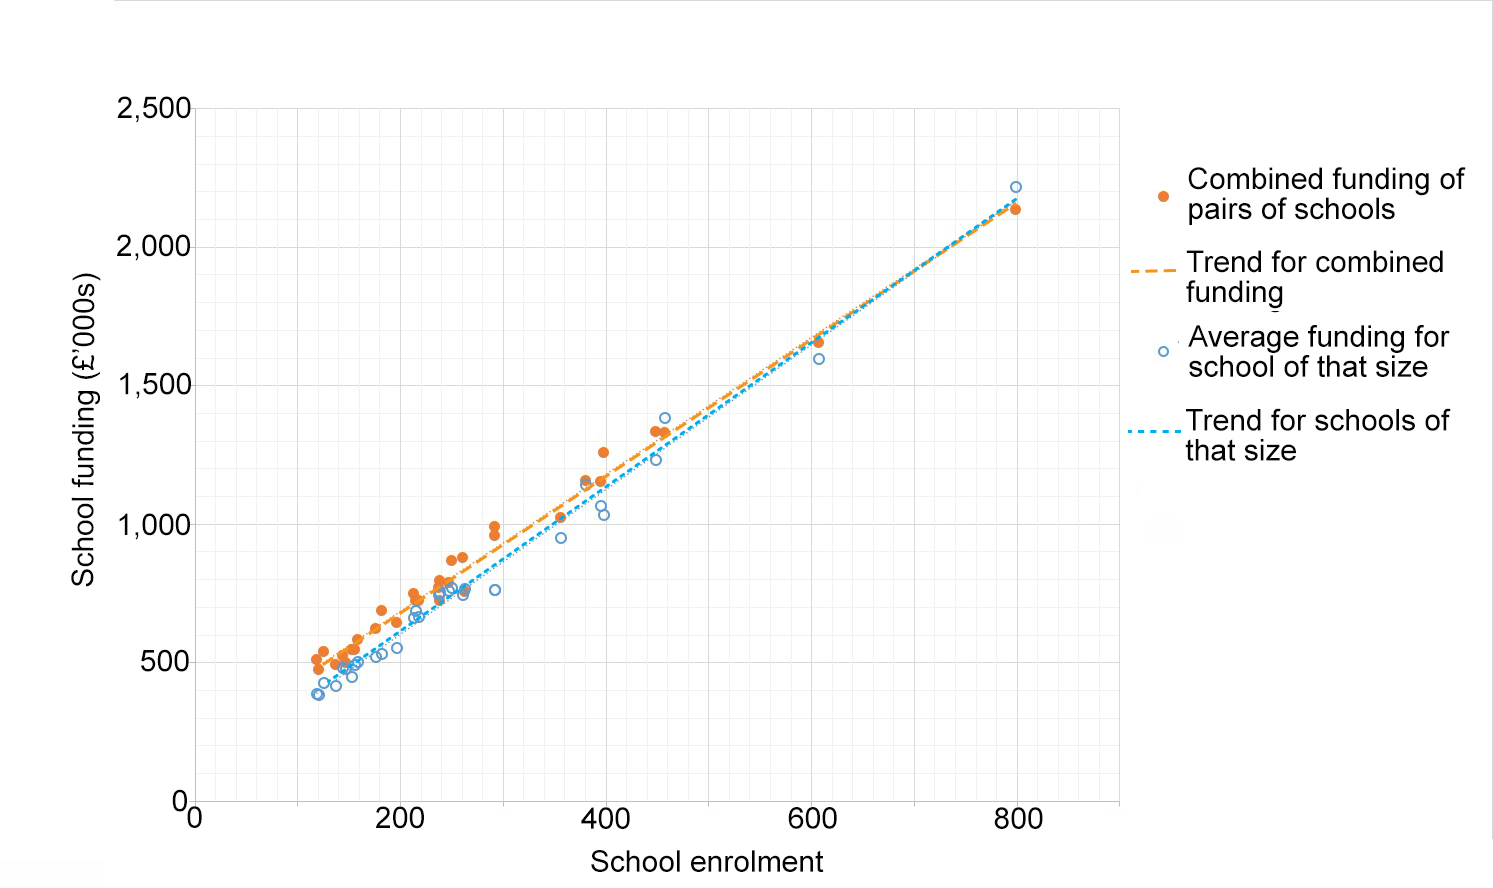 2,500
2,000
1,500
1,000
500
0
0 200 400 600 800
School funding (£’000s)
School enrolment
Combined funding of
pairs of schools
Trend for combined
funding
Average funding for
school of that size
Trend for schools of
that size